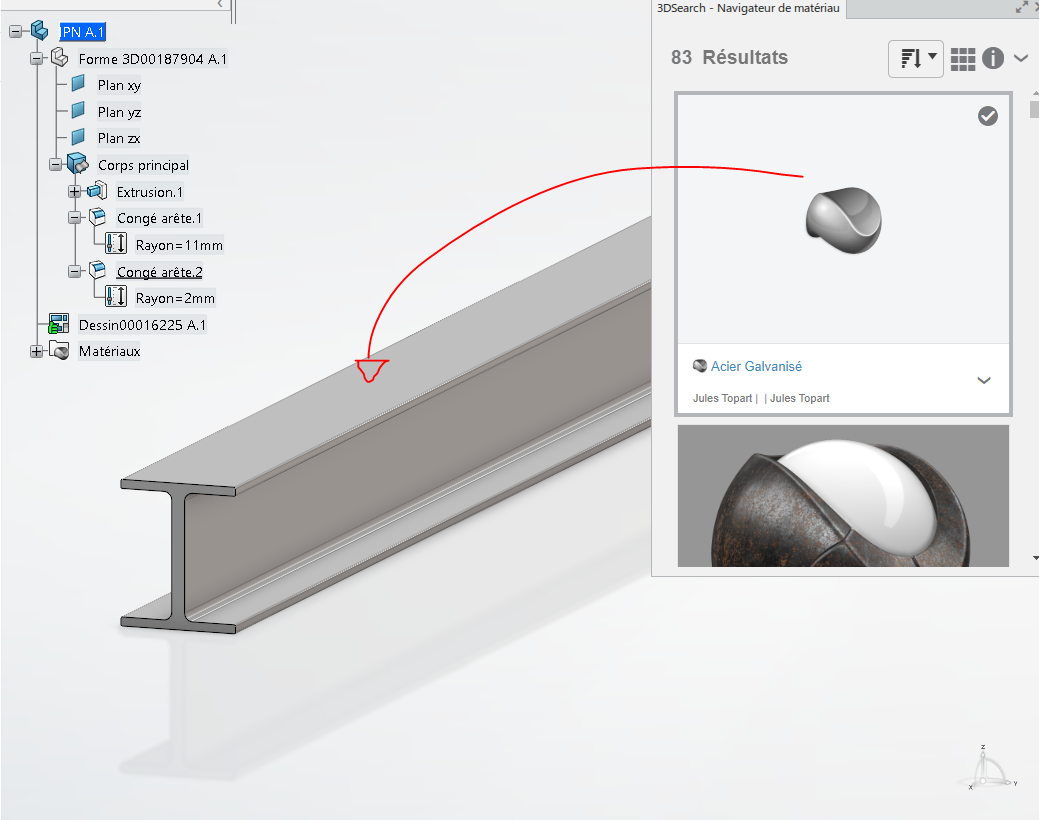 PN A.1
Forme 3D00187904 A.1
Plan xy
Plan yz
Plan zx
Corps principal
Extrusion.1
Congé arête.1
Rayon=11mm
Congé arête.2
Rayon=2mm
Dessin00016225 A.1
Matériaux
3DSearch - Navigateur de matériau
83 Résultats
Acier Galvanisé
Jules Topart | | Jules Topart
z
x
Y